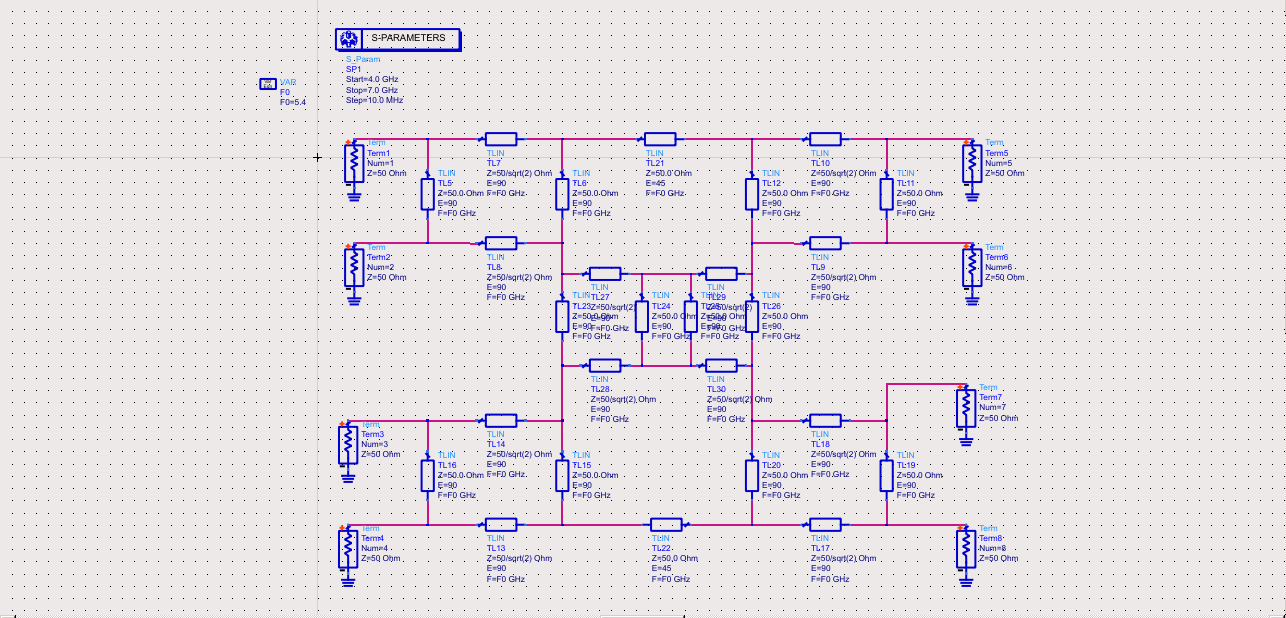 S-PARAMETERS
S_Param
SP1
Start=4.0 GHz
Stop=7.0 GHz
Step=10.0 MHz
VAR
F0
F0=5.4
Term
Term1
Num=1
Z=50 Ohm
TLIN
TL5
Z=50.0 Ohm
E=90
F=F0 GHz
TLIN
TL7
Z=50/sqrt(2) Ohm
E=90
F=F0 GHz
TLIN
TL6
Z=50.0 Ohm
E=90
F=F0 GHz
TLIN
TL21
Z=50.0 Ohm
E=45
F=F0 GHz
TLIN
TL12
Z=50.0 Ohm
E=90
F=F0 GHz
TLIN
TL10
Z=50/sqrt(2) Ohm
E=90
F=F0 GHz
TLIN
TL11
Z=50.0 Ohm
E=90
F=F0 GHz
Term
Term5
Num=5
Z=50 Ohm
Term
Term2
Num=2
Z=50 Ohm
TLIN
TL8
Z=50/sqrt(2) Ohm
E=90
F=F0 GHz
TLIN
TL9
Z=50/sqrt(2) Ohm
E=90
F=F0 GHz
Term
Term6
Num=6
Z=50 Ohm
TLIN
TL27
Z=50/sqrt(2)
E=90
F=F0 GHz
TLIN
TL29
Z=50/sqrt(2)
E=90
F=F0 GHz
TLIN
TL23
Z=50.0 Ohm
E=90
F=F0 GHz
TLIN
TL24
Z=50.0 Ohm
E=90
F=F0 GHz
Z=50.0 Ohm
E=90
F=F0 GHz
TLIN
TL26
Z=50.0 Ohm
E=90
F=F0 GHz
TLIN
TL28
Z=50/sqrt(2) Ohm
E=90
F=F0 GHz
TLIN
TL30
Z=50/sqrt(2) Ohm
E=90
F=F0 GHz
Term
Term7
Num=7
Z=50 Ohm
Term
Term3
Num=3
Z=50 Ohm
TLIN
TL16
Z=50.0 Ohm
E=90
F=F0 GHz
TLIN
TL14
Z=50/sqrt(2) Ohm
E=90
F=F0 GHz
TLIN
TL15
Z=50.0 Ohm
E=90
F=F0 GHz
TLIN
TL20
Z=50.0 Ohm
E=90
F=F0 GHz
TLIN
TL18
Z=50/sqrt(2) Ohm
E=90
F=F0 GHz
TLIN
TL19
Z=50.0 Ohm
E=90
F=F0 GHz
Term
Term4
Num=4
Z=50 Ohm
TLIN
TL13
Z=50/sqrt(2) Ohm
E=90
F=F0 GHz
TLIN
TL22
Z=50.0 Ohm
E=45
F=F0 GHz
TLIN
TL17
Z=50/sqrt(2) Ohm
E=90
F=F0 GHz
Term
Term8
Num=8
Z=50 Ohm